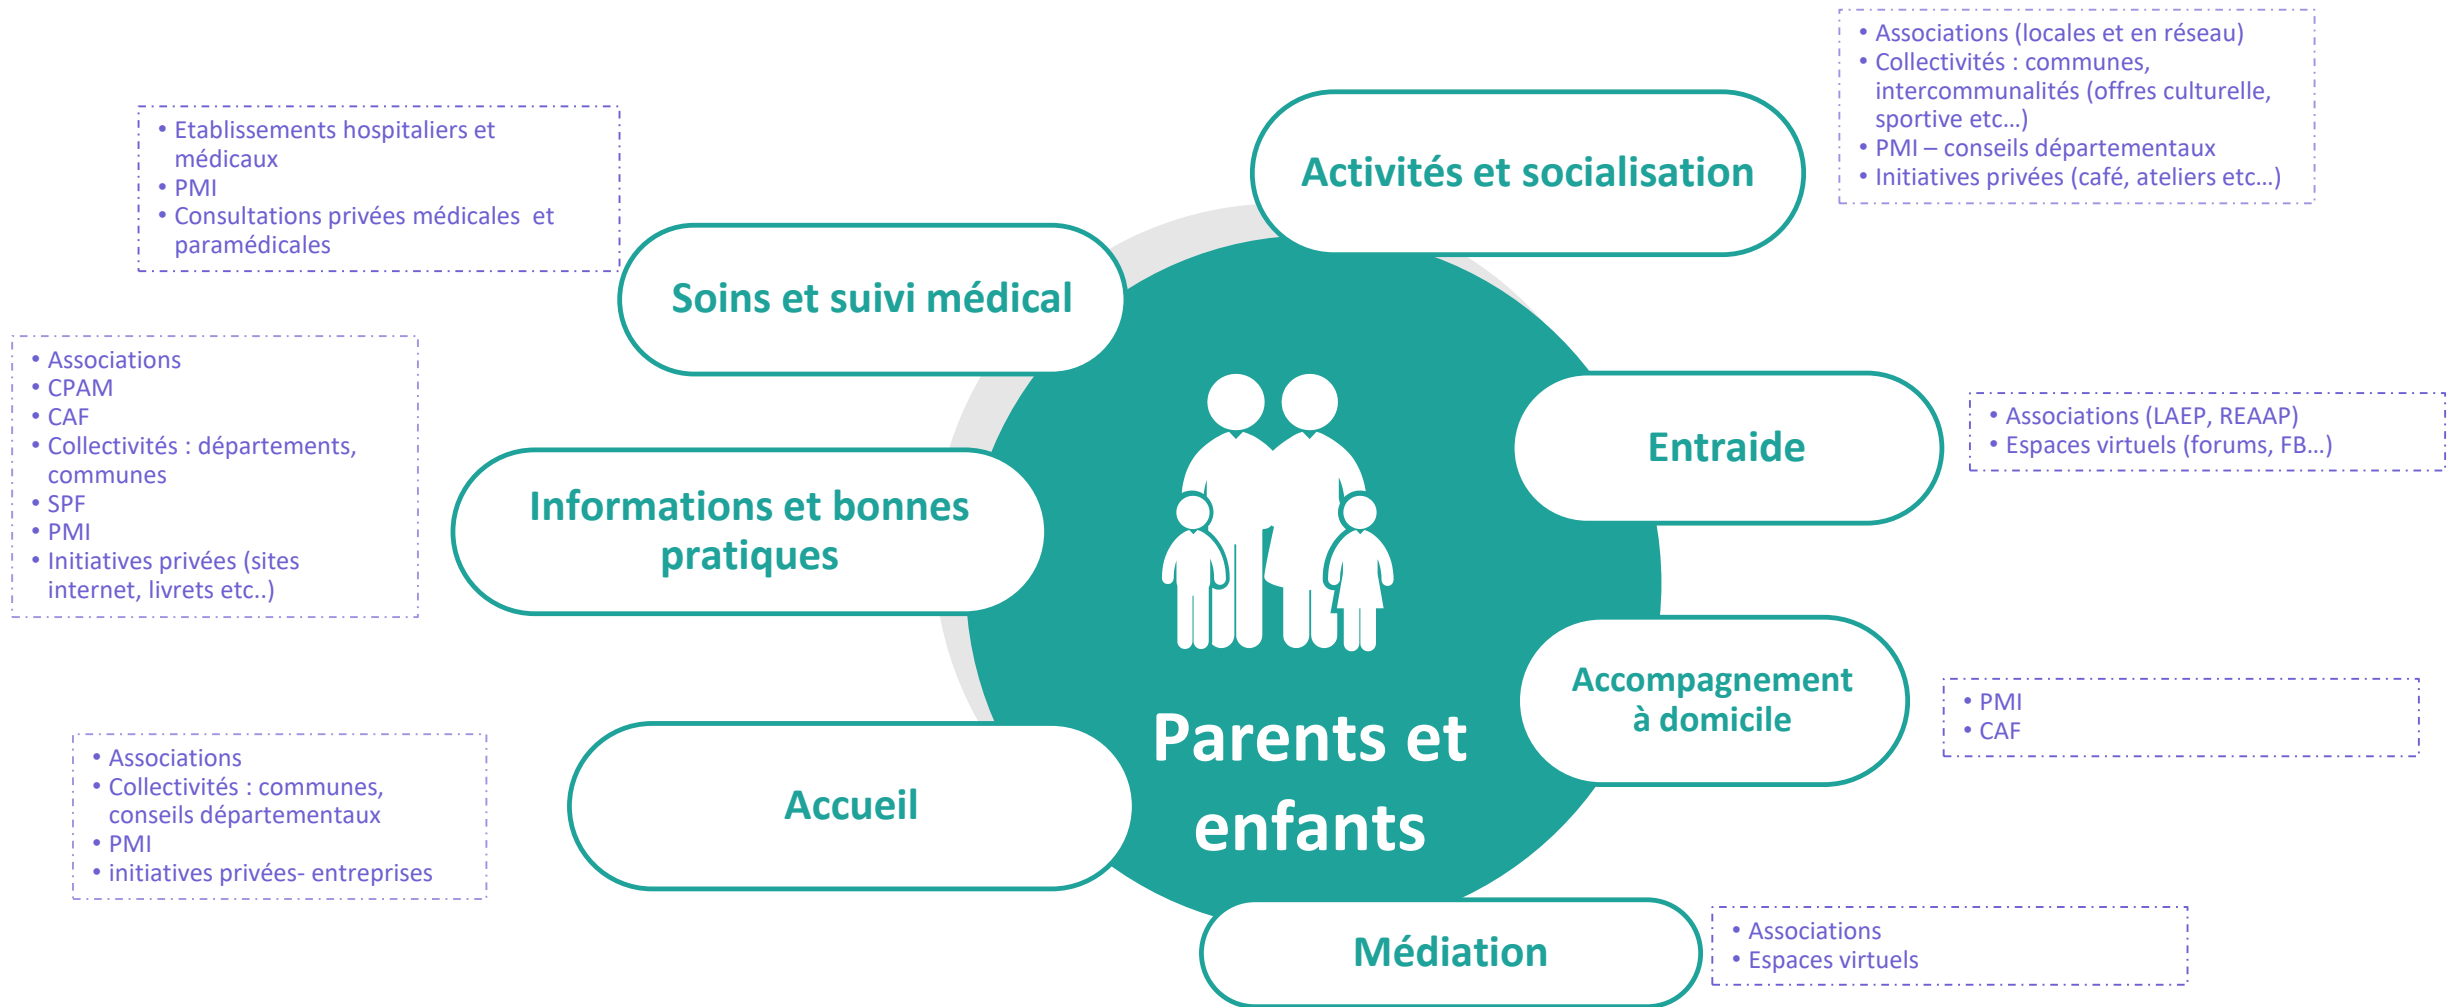 • Associations (locales et en réseau)
• Collectivités : communes,
intercommunalités (offres culturelle,
sportive etc…)
• PMI – conseils départementaux
• Initiatives privées (café, ateliers etc…)
Activités et socialisation
• Etablissements hospitaliers et
médicaux
• PMI
• Consultations privées médicales et
paramédicales
Soins et suivi médical
• Associations
• CPAM
• CAF
• Collectivités : départements,
communes
• SPF
• PMI
• Initiatives privées (sites
internet, livrets etc..)
Informations et bonnes
pratiques
Entraide
• Associations (LAEP, REAAP)
• Espaces virtuels (forums, FB…)
Accompagnement
à domicile
• PMI
• CAF
Parents et
enfants
• Associations
• Collectivités : communes,
conseils départementaux
• PMI
• initiatives privées- entreprises
Accueil
Médiation
• Associations
• Espaces virtuels